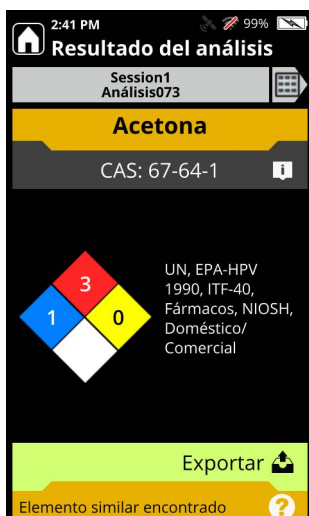 2:41 PM 99%
Resultado del análisis
Session1
Análisis073
Acetona
CAS: 67-64-1
3
1 0
UN, EPA-HPV
1990, ITF-40,
Fármacos, NIOSH,
Doméstico/
Comercial
Exportar
Elemento similar encontrado ?